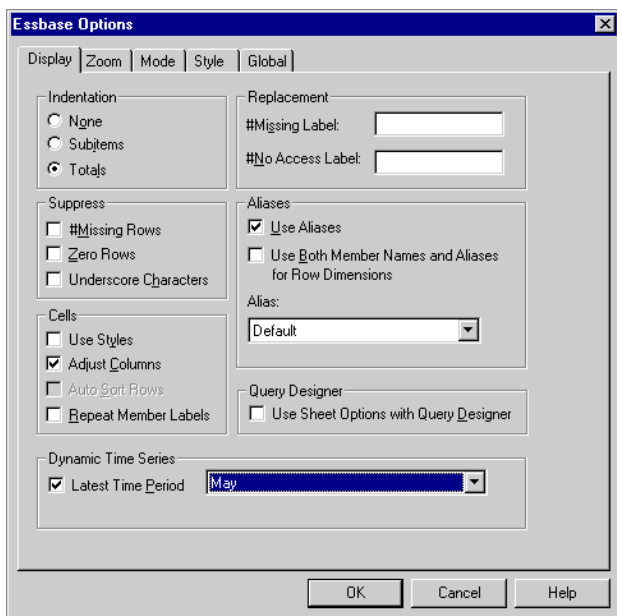 Essbase Options
Display Zoom Mode Style Global
Indentation
None
Subitems
Totals
Replacement
#Missing Label:
#No Access Label:
Suppress
#Missing Rows
Zero Rows
Underscore Characters
Aliases
Use Aliases
Use Both Member Names and Aliases
for Row Dimensions
Alias:
Default
Cells
Use Styles
Adjust Columns
Auto Sort Rows
Repeat Member Labels
Query Designer
Use Sheet Options with Query Designer
Dynamic Time Series
Latest Time Period May
OK Cancel Help